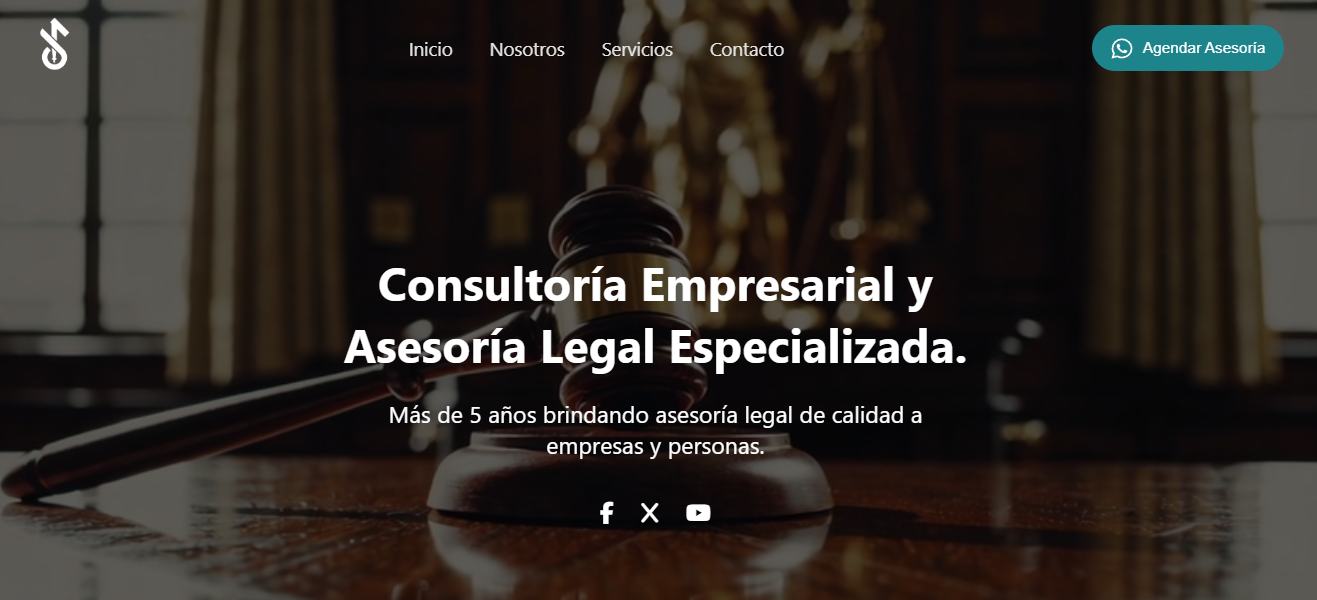 Inicio
Nosotros
Servicios
Contacto
Agendar Asesoría
Consultoría Empresarial y
Asesoría Legal Especializada.
Más de 5 años brindando asesoría legal de calidad a
empresas y personas.